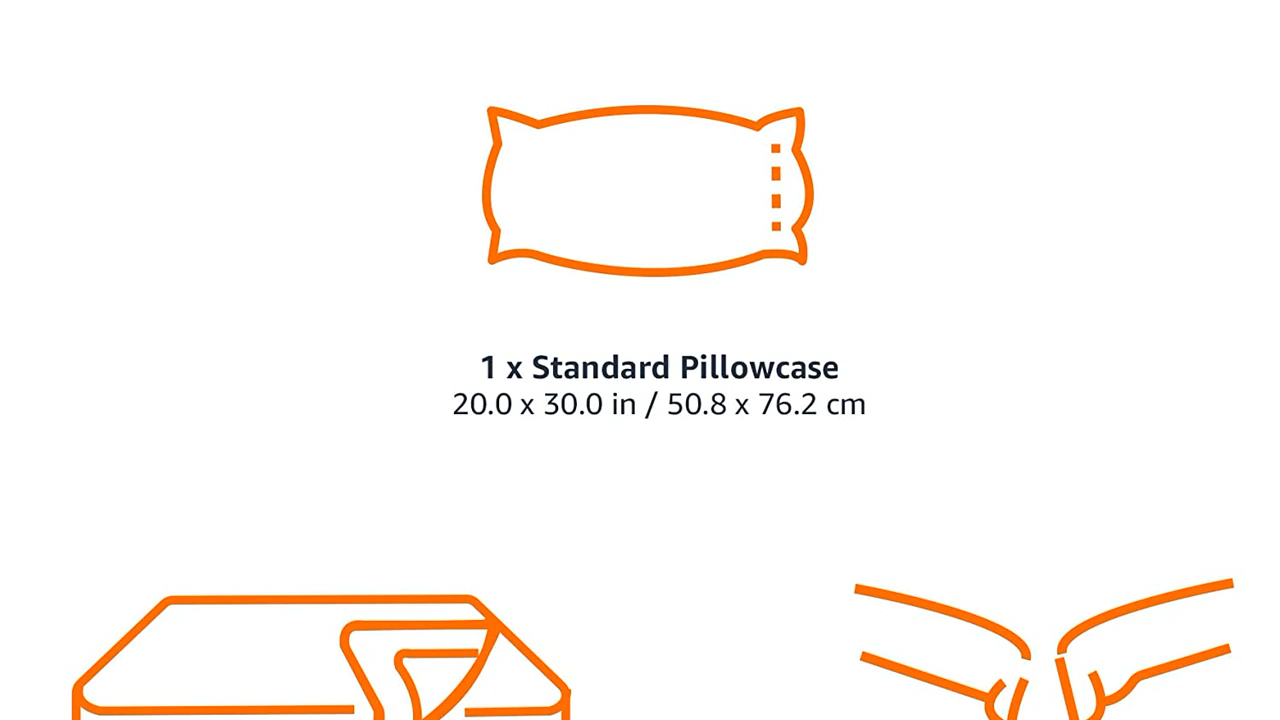 1 x Standard Pillowcase
20.0 x 30.0 in / 50.8 x 76.2 cm